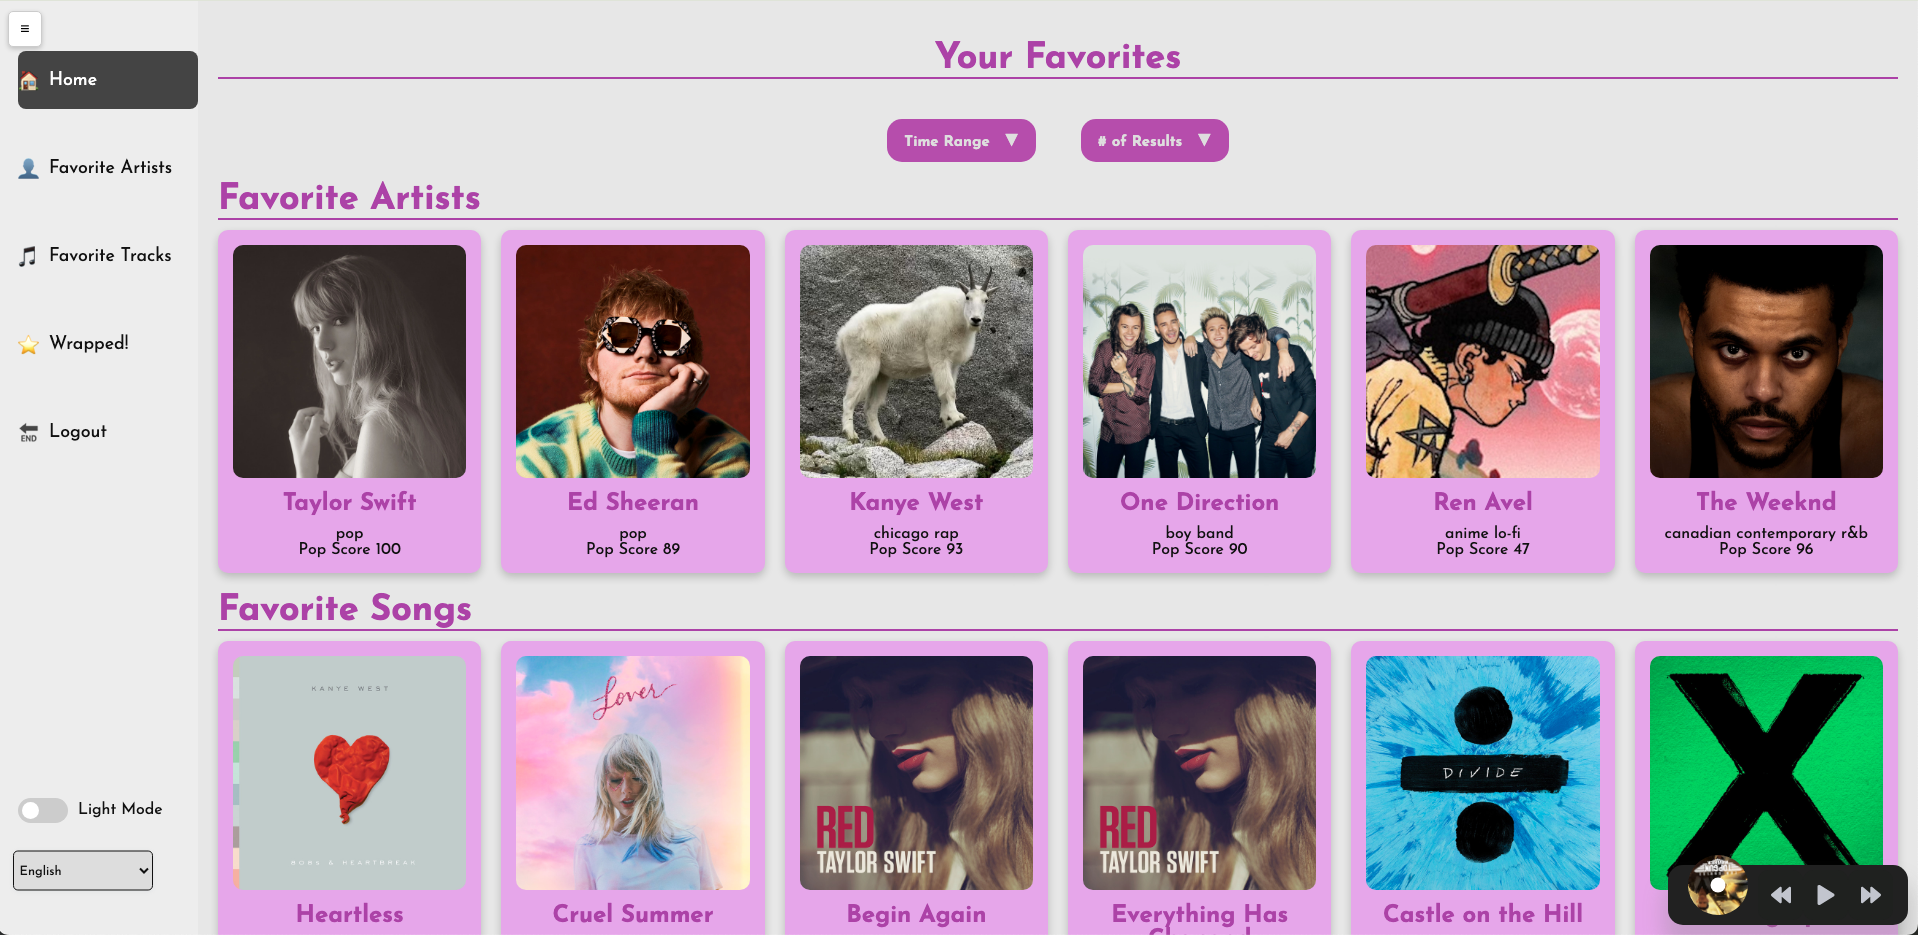 ≡
Home
Favorite Artists
Favorite Tracks
Wrapped!
END
Logout
Light Mode
English
Your Favorites
Time Range ▼
# of Results ▼
Favorite Artists
Taylor Swift
pop
Pop Score 100
Ed Sheeran
pop
Pop Score 89
Kanye West
chicago rap
Pop Score 93
One Direction
boy band
Pop Score 90
Ren Avel
anime lo-fi
Pop Score 47
The Weeknd
canadian contemporary r&b
Pop Score 96
Favorite Songs
KANYE WEST
808S & HEARTBREAK
Heartless
Lover
Cruel Summer
RED
TAYLOR SWIFT
Begin Again
RED
TAYLOR SWIFT
Everything Has
DIVIDE
Castle on the Hill
X